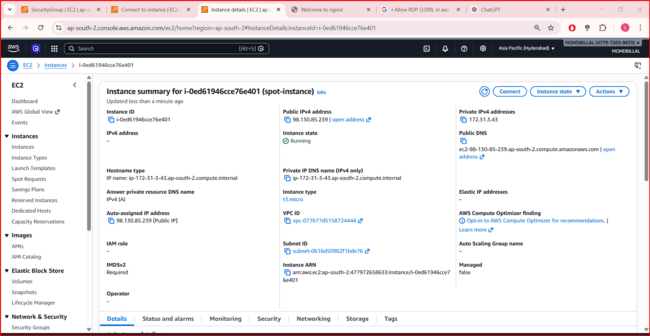 SecurityGroup | EC2 | ap-s
Connect to instance | EC2
Instance details | EC2 | ap-s
Welcome to nginx!
• Allow RDP (3389). In aw
ChatGPT
ap-south-2.console.aws.amazon.com/ec2/home?region=ap-south-2#InstanceDetails:instanceId=i-0ed61946cce76e401
aws
Search
[Alt+S]
Asia Pacific (Hyderabad)
MOHDBILLAL
EC2
Instances
i-0ed61946cce76e401
EC2
Dashboard
AWS Global View
Events
Instances
Instances
Instance Types
Launch Templates
Spot Requests
Savings Plans
Reserved Instances
Dedicated Hosts
Capacity Reservations
Images
AMIs
AMI Catalog
Elastic Block Store
Volumes
Snapshots
Lifecycle Manager
Network & Security
Security Groups
Instance summary for i-0ed61946cce76e401 (spot-instance) Info
Updated less than a minute ago
Connect
Instance state
Actions
Instance ID
i-0ed61946cce76e401
Public IPv4 address
98.130.85.239 | open address
Private IPv4 addresses
172.31.3.43
IPv6 address
–
Instance state
Running
Public DNS
ec2-98-130-85-239.ap-south-2.compute.amazonaws.com | open
address
Hostname type
IP name: ip-172-31-3-43.ap-south-2.compute.internal
Private IP DNS name (IPv4 only)
ip-172-31-3-43.ap-south-2.compute.internal
Answer private resource DNS name
IPv4 (A)
Instance type
t3.micro
Elastic IP addresses
–
Auto-assigned IP address
98.130.85.239 [Public IP]
VPC ID
vpc-077677d5158724444
AWS Compute Optimizer finding
Opt-in to AWS Compute Optimizer for recommendations. |
Learn more
IAM role
–
Subnet ID
subnet-0b16d50902f1bde76
Auto Scaling Group name
–
IMDSv2
Required
Instance ARN
arn:aws:ec2:ap-south-2:477972658633:instance/i-0ed61946cce7
6e401
Managed
false
Operator
–
Details
Status and alarms
Monitoring
Security
Networking
Storage
Tags